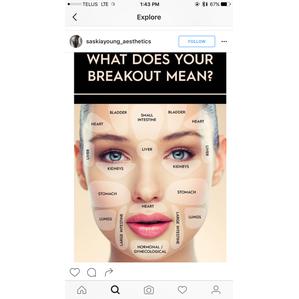 TELUS LTE 1:43 PM 67%
Explore
saskiayoung_aesthetics
FOLLOW
WHAT DOES YOUR
BREAKOUT MEAN?
BLADDER
BLADDER
SMALL
INTESTINE
HEART
HEART
LIVER
LIVER
LIVER
KIDNEYS
KIDNEYS
STOMACH
STOMACH
HEART
LUNGS
LARGE INTESTINE
LARGE INTESTINE
LUNGS
HORMONAL /
GYNECOLOGICAL